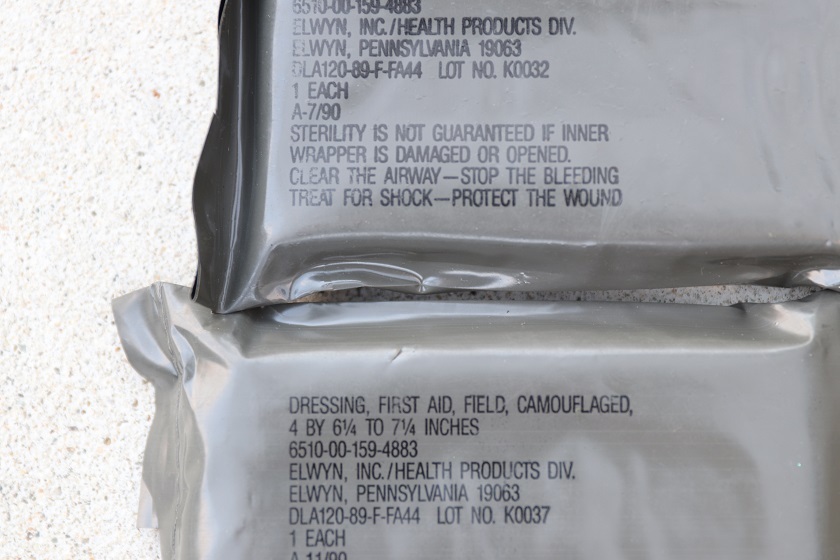 6510-00-159-4883
ELWYN, INC./HEALTH PRODUCTS DIV.
ELWYN, PENNSYLVANIA 19063
DLA120-89-F-FA44 LOT NO. K0032
1 EACH
A-7/90
STERILITY IS NOT GUARANTEED IF INNER
WRAPPER IS DAMAGED OR OPENED.
CLEAR THE AIRWAY—STOP THE BLEEDING
TREAT FOR SHOCK—PROTECT THE WOUND
DRESSING, FIRST AID, FIELD, CAMOUFLAGED,
4 BY 6¼ TO 7¼ INCHES
6510-00-159-4883
ELWYN, INC./HEALTH PRODUCTS DIV.
ELWYN, PENNSYLVANIA 19063
DLA120-89-F-FA44 LOT NO. K0037
1 EACH
A-11/90